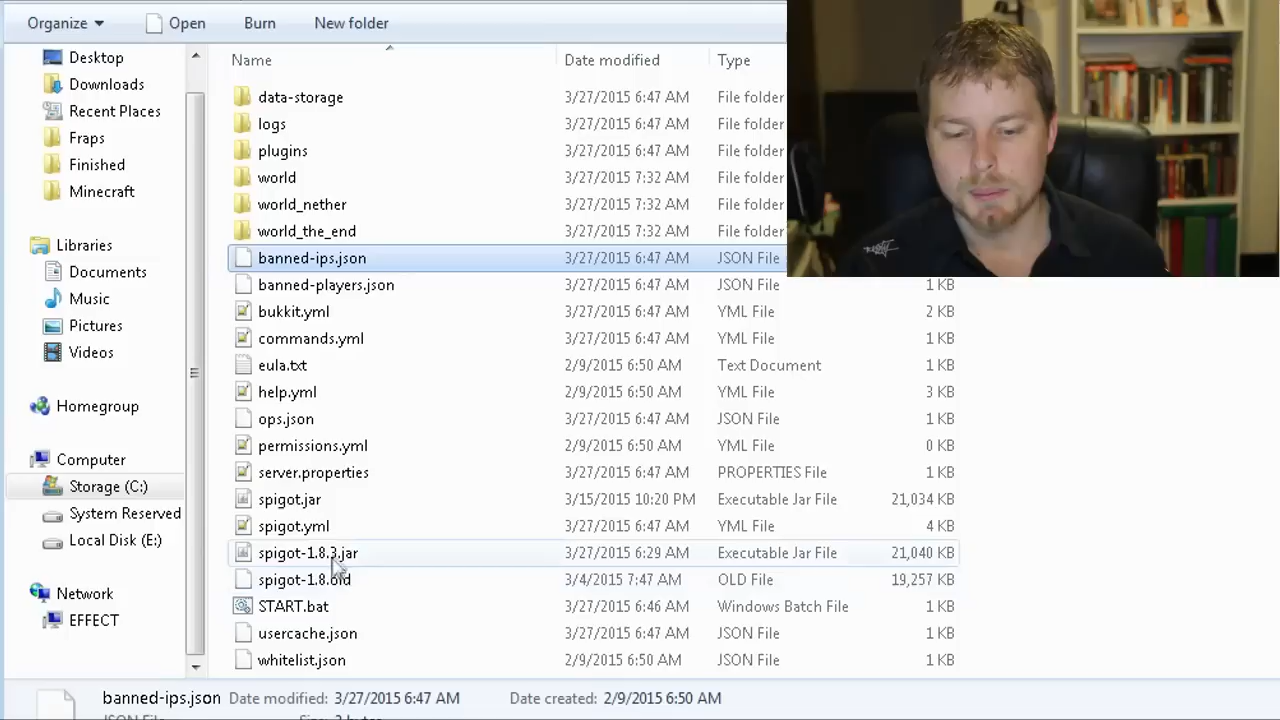 Organize Open Burn New folder
Name Date modified Type
Desktop
Downloads
Recent Places
Fraps
Finished
Minecraft
Libraries
Documents
Music
Pictures
Videos
Homegroup
Computer
Storage (C:)
System Reserved
Local Disk (E:)
Network
EFFECT
data-storage 3/27/2015 6:47 AM File folder
logs 3/27/2015 6:47 AM File folder
plugins 3/27/2015 6:47 AM File folder
world 3/27/2015 7:32 AM File folder
world_nether 3/27/2015 7:32 AM File folder
world_the_end 3/27/2015 7:32 AM File folder
banned-ips.json 3/27/2015 6:47 AM JSON File
banned-players.json 3/27/2015 6:47 AM JSON File 1 KB
bukkit.yml 3/27/2015 6:47 AM YML File 2 KB
commands.yml 3/27/2015 6:47 AM YML File 1 KB
eula.txt 2/9/2015 6:50 AM Text Document 1 KB
help.yml 2/9/2015 6:50 AM YML File 3 KB
ops.json 3/27/2015 6:47 AM JSON File 1 KB
permissions.yml 2/9/2015 6:50 AM YML File 0 KB
server.properties 3/27/2015 6:47 AM PROPERTIES File 1 KB
spigot.jar 3/15/2015 10:20 PM Executable Jar File 21,034 KB
spigot.yml 3/27/2015 6:47 AM YML File 4 KB
spigot-1.8.3.jar 3/27/2015 6:29 AM Executable Jar File 21,040 KB
spigot-1.8.old 3/4/2015 7:47 AM OLD File 19,257 KB
START.bat 3/27/2015 6:46 AM Windows Batch File 1 KB
usercache.json 3/27/2015 6:47 AM JSON File 1 KB
whitelist.json 2/9/2015 6:50 AM JSON File 1 KB
banned-ips.json Date modified: 3/27/2015 6:47 AM Date created: 2/9/2015 6:50 AM